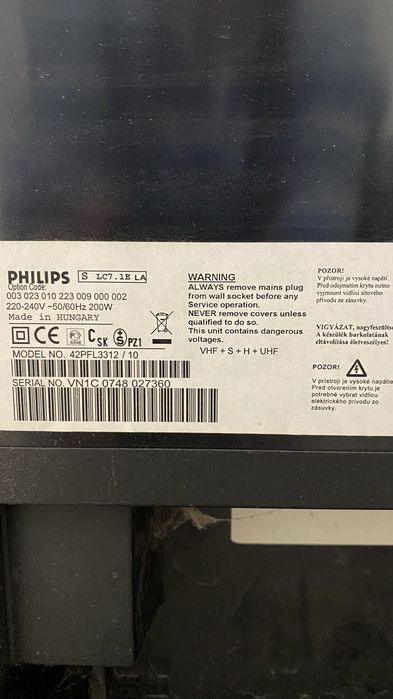 PHILIPS S LC7.1E LA
Option Code:
003 023 010 223 009 000 002
220-240V ~50/60Hz 200W
Made in HUNGARY
CE C SK S PZ1
MODEL NO. 42PFL3312 / 10
SERIAL NO. VN1C 0748 027360
WARNING
ALWAYS remove mains plug
from wall socket before any
Service operation.
NEVER remove covers unless
qualified to do so.
This unit contains dangerous
voltages.
VHF + S + H + UHF
POZOR!
V přístroji je vysoké napětí.
Před odejmutím krytu nutno
vyjmout vidlici síťového
přívodu ze zásuvky.
VIGYÁZAT, nagyfeszültség
A készülék burkolatának
eltávolítása életveszélyes!
POZOR!
V prístroji je vysoké napätie
Pred otvorením krytu je
potrebné vybrať vidlicu
elektrického prívodu zo
zásuvky.